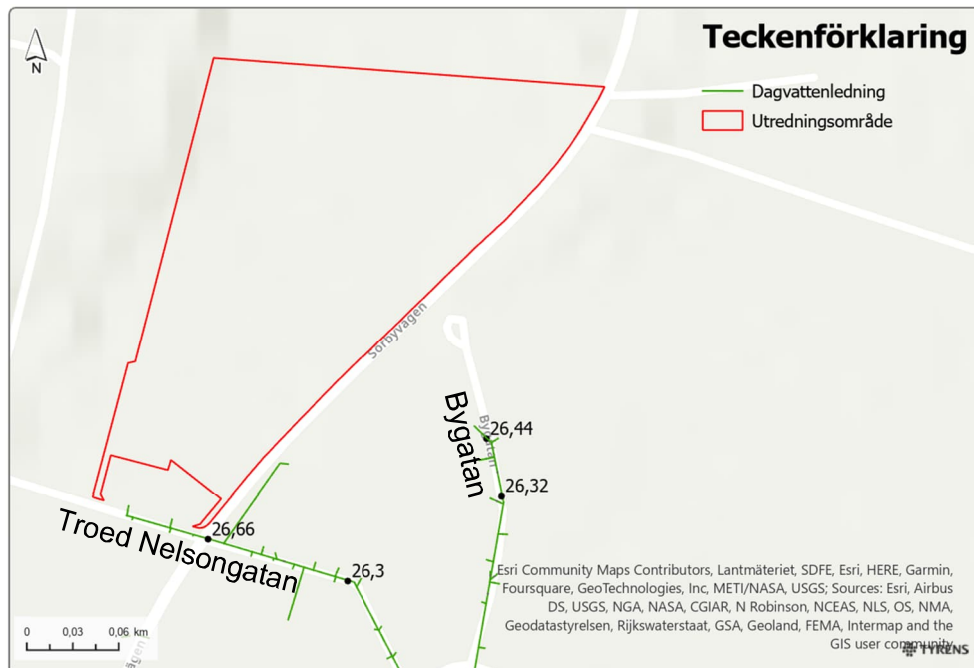 Teckenförklaring
N
Dagvattenledning
Utredningsområde
Sörbyvägen
Bygatan
Bygatan
26,44
26,32
26,66
Troed Nelsongatan
26,3
Esri Community Maps Contributors, Lantmäteriet, SDFE, Esri, HERE, Garmin,
Foursquare, GeoTechnologies, Inc, METI/NASA, USGS; Sources: Esri, Airbus
DS, USGS, NGA, NASA, CGIAR, N Robinson, NCEAS, NLS, OS, NMA,
Geodatastyrelsen, Rijkswaterstaat, GSA, Geoland, FEMA, Intermap and the
GIS user community
0 0,03 0,06 km
TYRÉNS